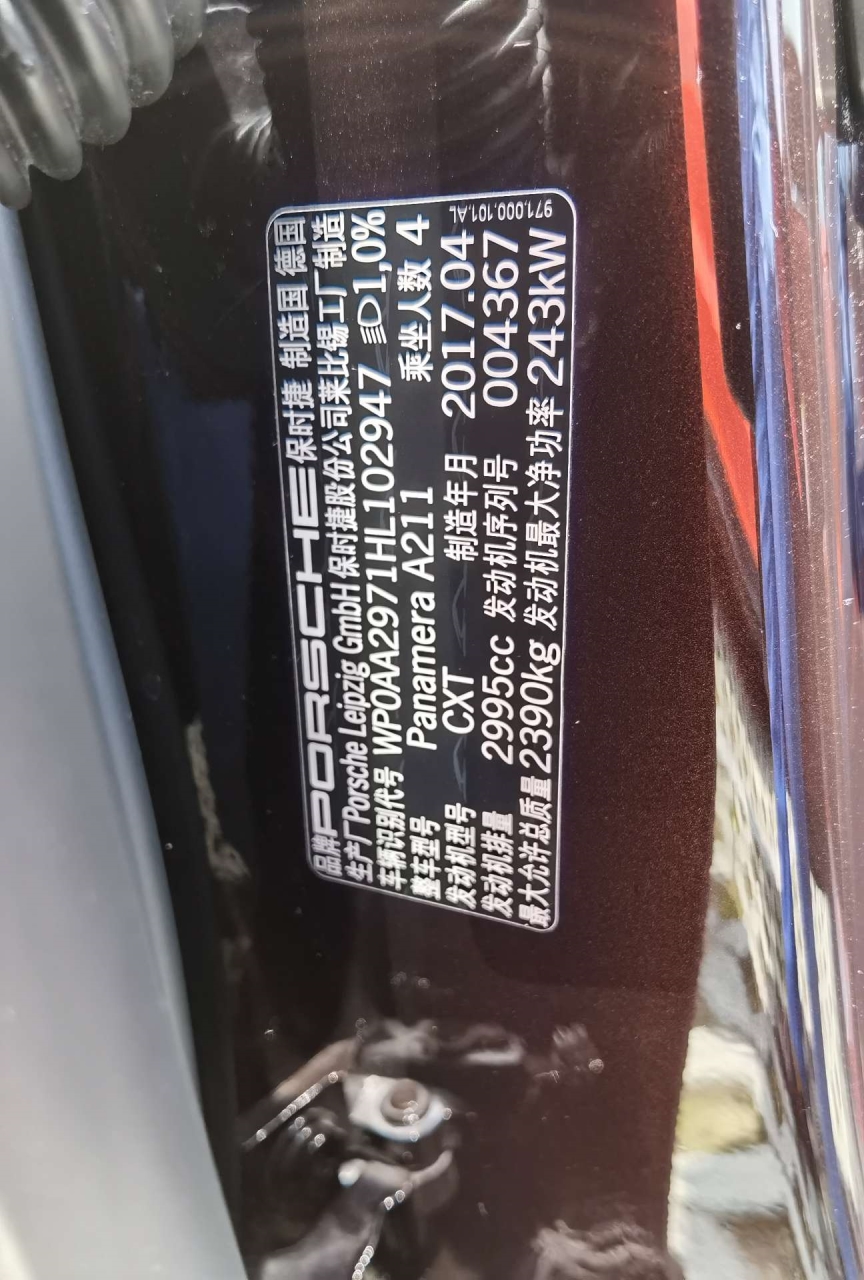 品牌 PORSCHE 保时捷 制造国 德国
生产厂 Porsche Leipzig GmbH 保时捷股份公司莱比锡工厂 制造
车辆识别代号 WP0AA2971HL102947 1,0%
整车型号 Panamera A211 乘坐人数 4
发动机型号 CXT 制造年月 2017.04
发动机排量 2995cc 发动机序列号 004367
最大允许总质量 2390kg 发动机最大净功率 243kW
971.000.101.AL